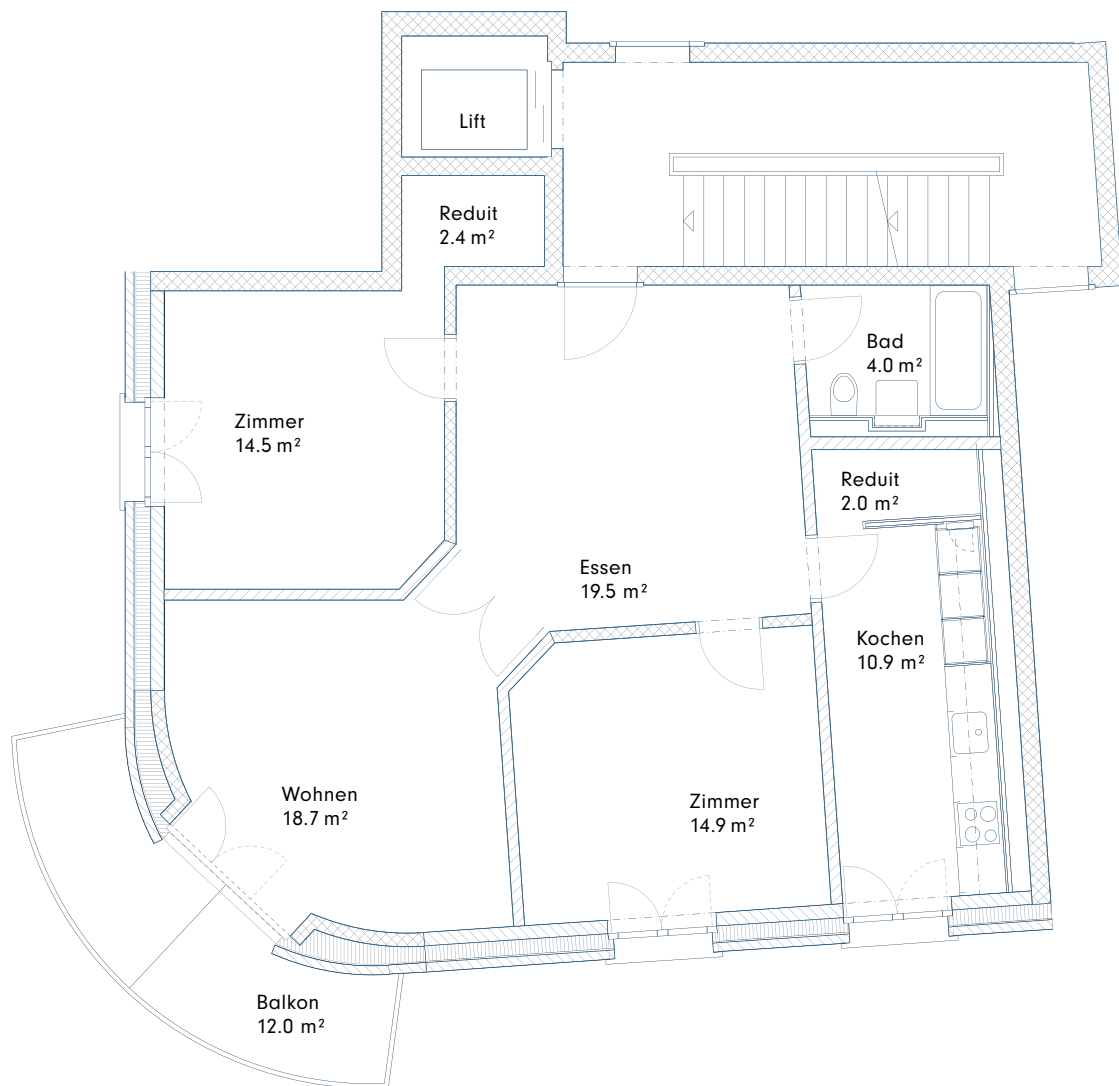 Lift
Reduit
2.4 m²
Bad
4.0 m²
Zimmer
14.5 m²
Reduit
2.0 m²
Essen
19.5 m²
Kochen
10.9 m²
Wohnen
18.7 m²
Zimmer
14.9 m²
Balkon
12.0 m²